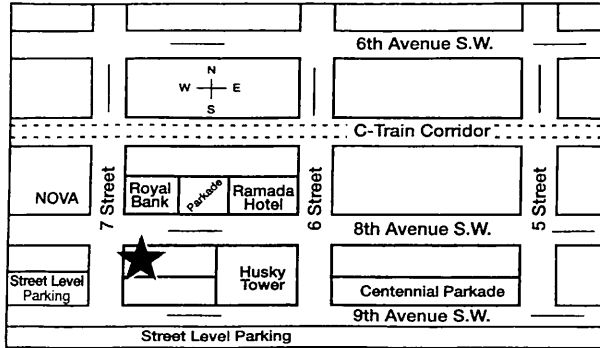 6th Avenue S.W.
N
W E
S
C-Train Corridor
7 Street
6 Street
5 Street
NOVA
Royal
Bank
Parkade
Ramada
Hotel
8th Avenue S.W.
Street Level
Parking
Husky
Tower
Centennial Parkade
9th Avenue S.W.
Street Level Parking